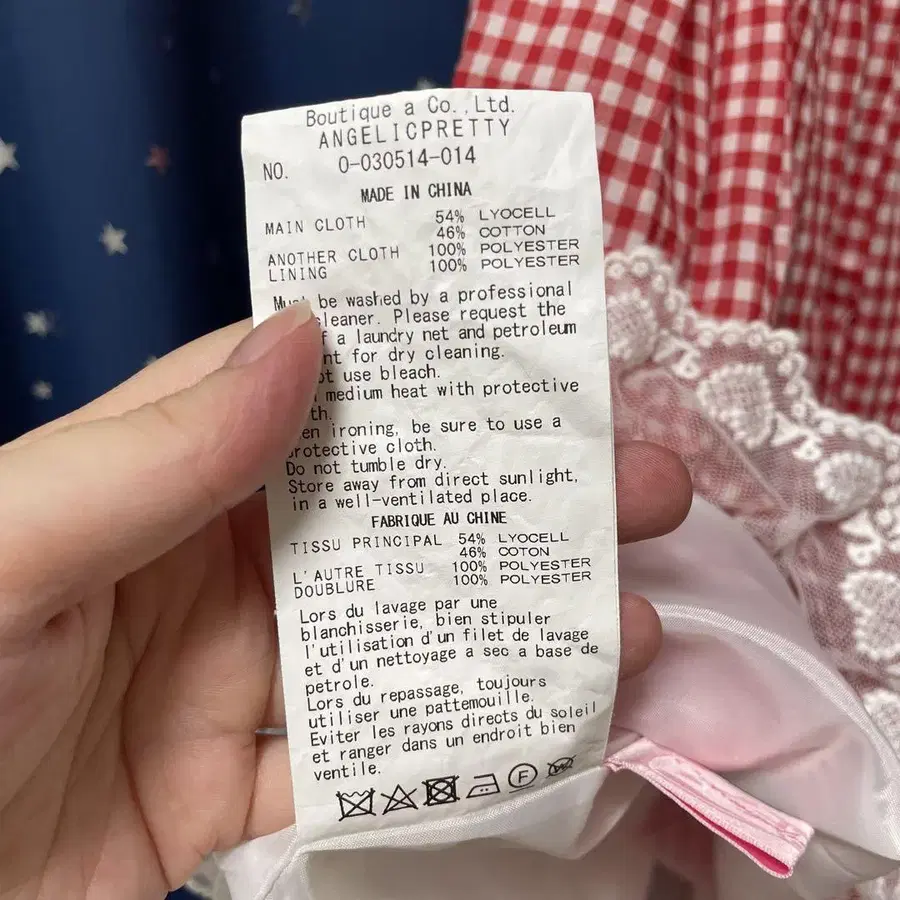 Boutique a Co.,Ltd.
ANGELICPRETTY
NO. 0-030514-014
MADE IN CHINA
MAIN CLOTH 54% LYOCELL
46% COTTON
ANOTHER CLOTH 100% POLYESTER
LINING 100% POLYESTER
be washed by a professional
cleaner. Please request the
a laundry net and petroleum
for dry cleaning.
use bleach.
medium heat with protective
ironing, be sure to use a
protective cloth.
Do not tumble dry.
Store away from direct sunlight,
in a well-ventilated place.
FABRIQUE AU CHINE
TISSU PRINCIPAL 54% LYOCELL
46% COTON
L'AUTRE TISSU 100% POLYESTER
DOUBLURE 100% POLYESTER
Lors du lavage par une
blanchisserie, bien stipuler
l'utilisation d'un filet de lavage
et d'un nettoyage a sec a base de
petrole.
Lors du repassage, toujours
utiliser une pattemouille.
Eviter les rayons directs du soleil
et ranger dans un endroit bien
ventile.
F